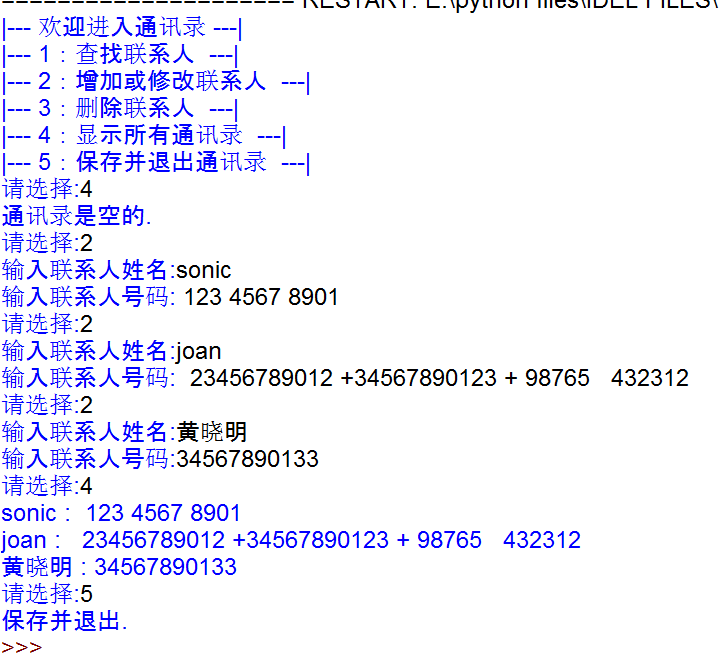 RESTART: E:\python files\IDEL FILES\
|--- 欢迎进入通讯录 ---|
|--- 1：查找联系人  ---|
|--- 2：增加或修改联系人  ---|
|--- 3：删除联系人  ---|
|--- 4：显示所有通讯录  ---|
|--- 5：保存并退出通讯录  ---|
请选择:4
通讯录是空的.
请选择:2
输入联系人姓名:sonic
输入联系人号码: 123 4567 8901
请选择:2
输入联系人姓名:joan
输入联系人号码:  23456789012 +34567890123 + 98765   432312
请选择:2
输入联系人姓名:黄晓明
输入联系人号码:34567890133
请选择:4
sonic :  123 4567 8901
joan :   23456789012 +34567890123 + 98765   432312
黄晓明 : 34567890133
请选择:5
保存并退出.
>>>